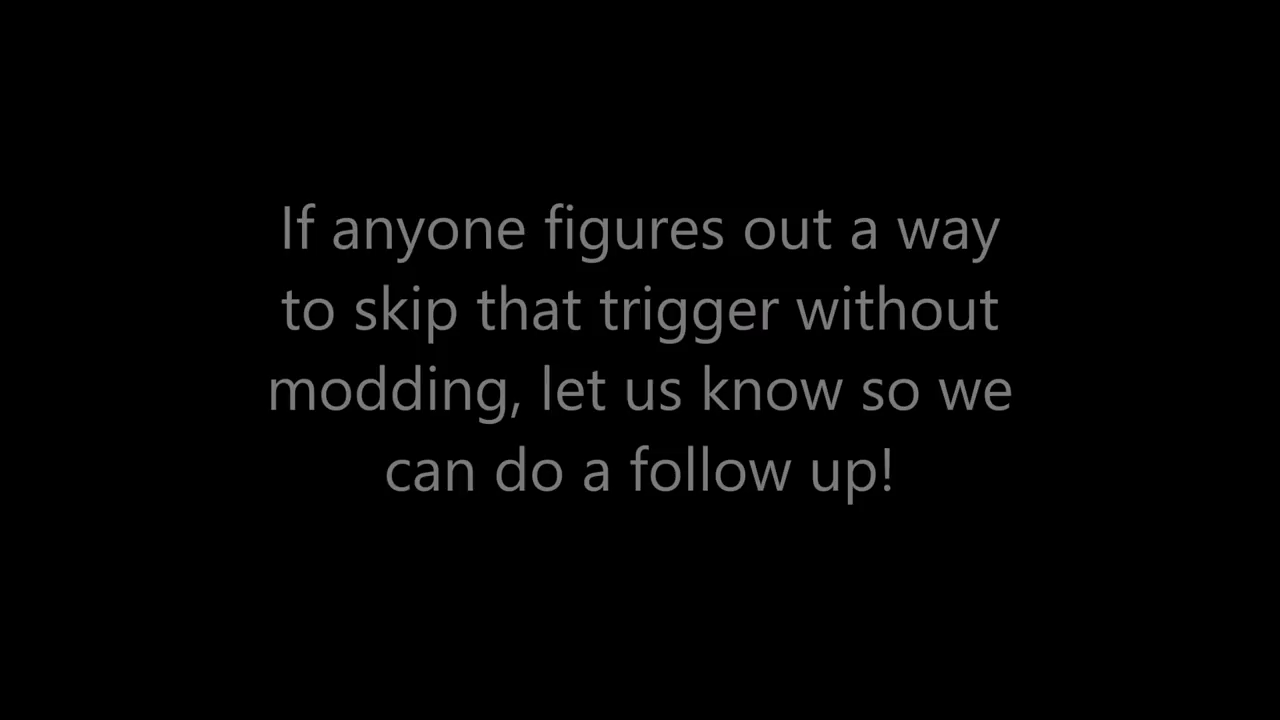 If anyone figures out a way
to skip that trigger without
modding, let us know so we
can do a follow up!